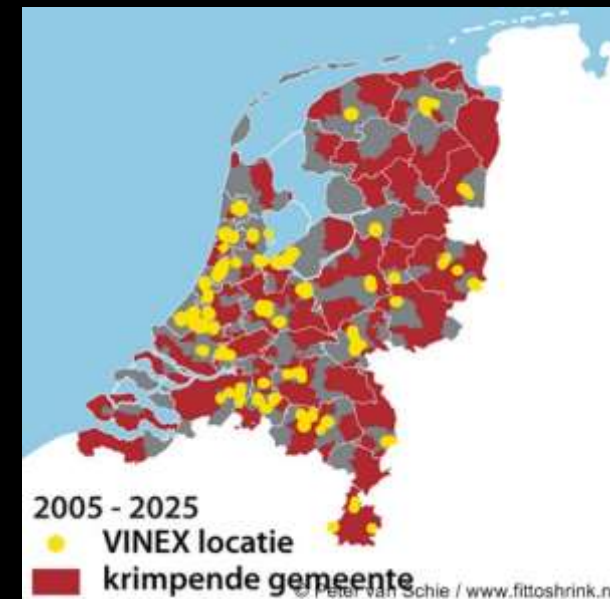 2005 - 2025
VINEX locatie
krimpende gemeente
© Peter van Schie / www.fittoshrink.n